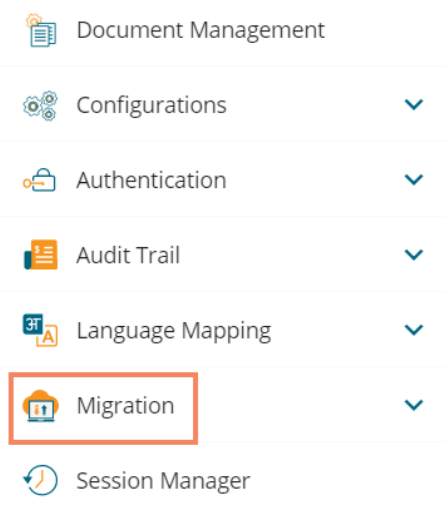 Document Management
Configurations
Authentication
Audit Trail
अ A Language Mapping
Migration
Session Manager